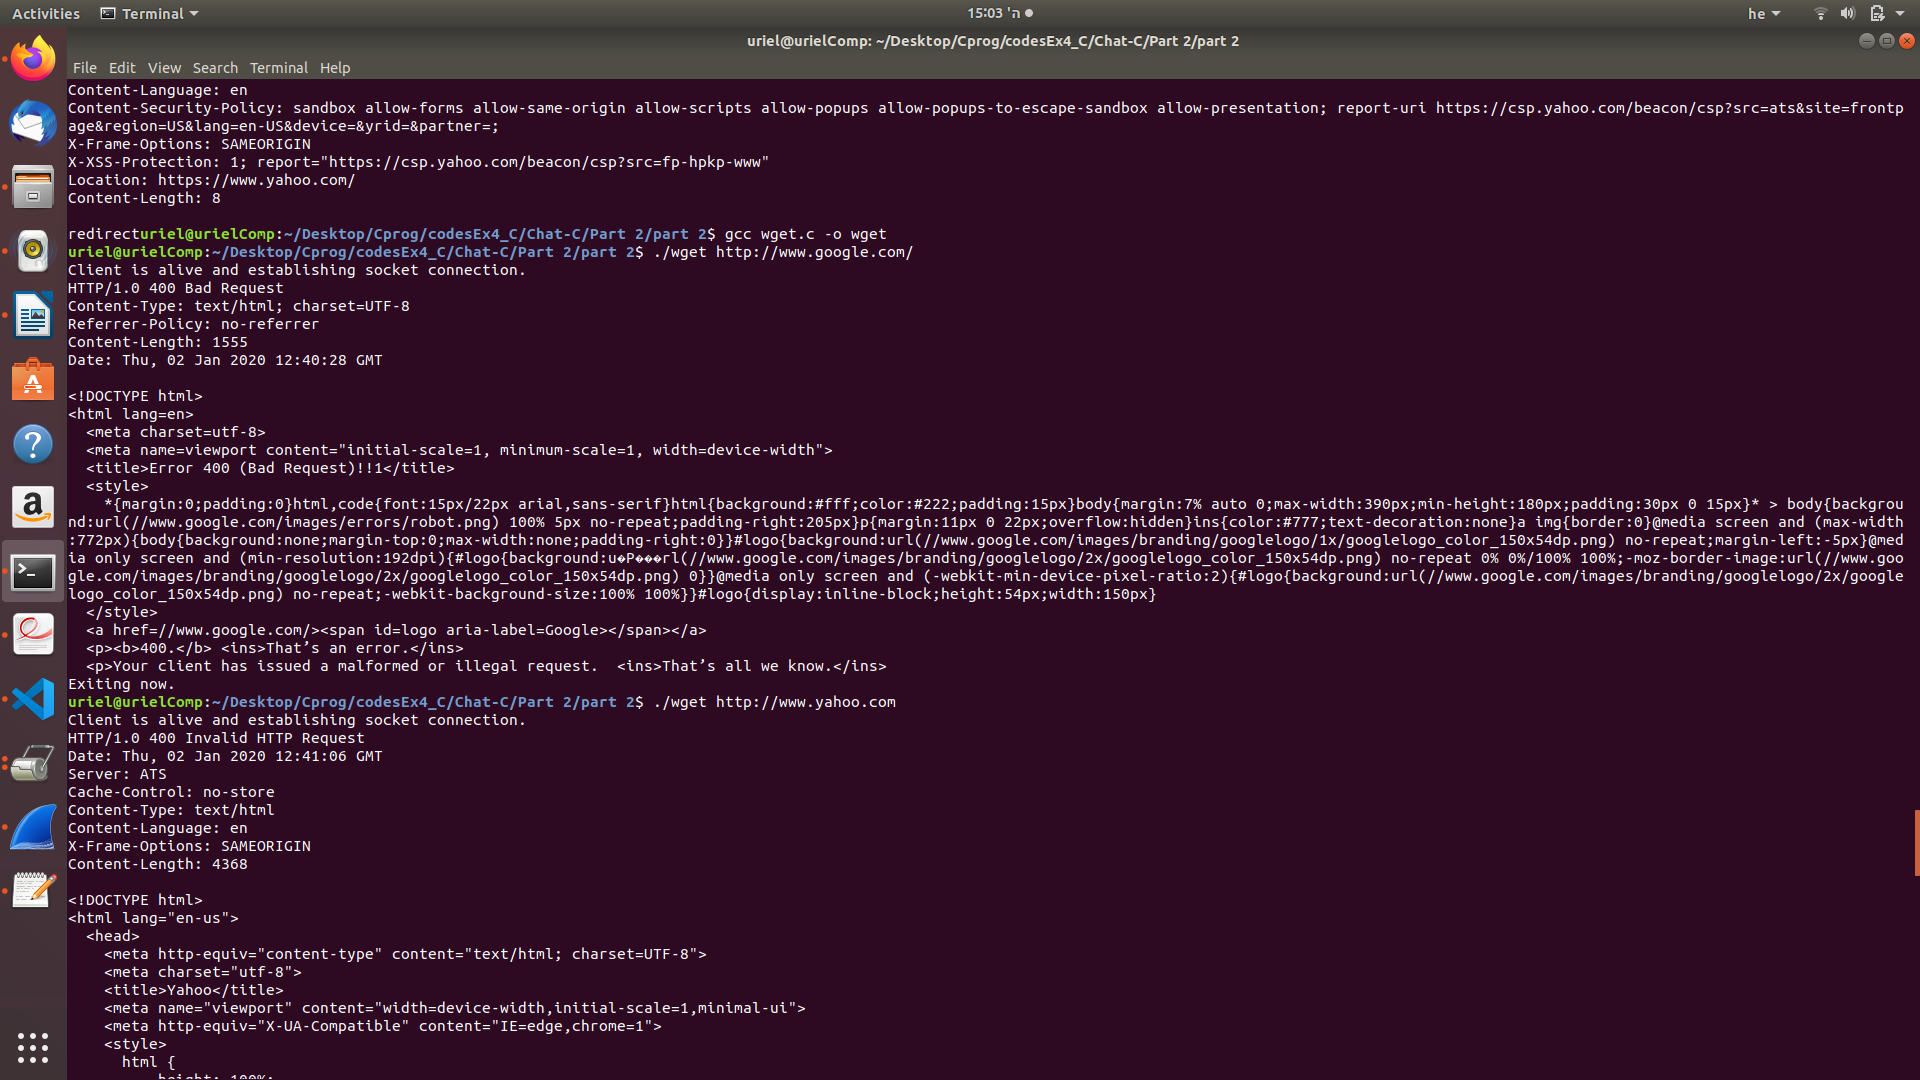 Activities
Terminal
15:03 'ה
he
uriel@urielComp: ~/Desktop/Cprog/codesEx4_C/Chat-C/Part 2/part 2
File Edit View Search Terminal Help
Content-Language: en
Content-Security-Policy: sandbox allow-forms allow-same-origin allow-scripts allow-popups allow-popups-to-escape-sandbox allow-presentation; report-uri https://csp.yahoo.com/beacon/csp?src=ats&site=frontp
age&region=US&lang=en-US&device=&yrid=&partner=;
X-Frame-Options: SAMEORIGIN
X-XSS-Protection: 1; report="https://csp.yahoo.com/beacon/csp?src=fp-hpkp-www"
Location: https://www.yahoo.com/
Content-Length: 8

redirecturiel@urielComp:~/Desktop/Cprog/codesEx4_C/Chat-C/Part 2/part 2$ gcc wget.c -o wget
uriel@urielComp:~/Desktop/Cprog/codesEx4_C/Chat-C/Part 2/part 2$ ./wget http://www.google.com/
Client is alive and establishing socket connection.
HTTP/1.0 400 Bad Request
Content-Type: text/html; charset=UTF-8
Referrer-Policy: no-referrer
Content-Length: 1555
Date: Thu, 02 Jan 2020 12:40:28 GMT

<!DOCTYPE html>
<html lang=en>
  <meta charset=utf-8>
  <meta name=viewport content="initial-scale=1, minimum-scale=1, width=device-width">
  <title>Error 400 (Bad Request)!!1</title>
  <style>
    *{margin:0;padding:0}html,code{font:15px/22px arial,sans-serif}html{background:#fff;color:#222;padding:15px}body{margin:7% auto 0;max-width:390px;min-height:180px;padding:30px 0 15px}* > body{backgrou
nd:url(//www.google.com/images/errors/robot.png) 100% 5px no-repeat;padding-right:205px}p{margin:11px 0 22px;overflow:hidden}ins{color:#777;text-decoration:none}a img{border:0}@media screen and (max-width
:772px){body{background:none;margin-top:0;max-width:none;padding-right:0}}#logo{background:url(//www.google.com/images/branding/googlelogo/1x/googlelogo_color_150x54dp.png) no-repeat;margin-left:-5px}@med
ia only screen and (min-resolution:192dpi){#logo{background:u�P���rl(//www.google.com/images/branding/googlelogo/2x/googlelogo_color_150x54dp.png) no-repeat 0% 0%/100% 100%;-moz-border-image:url(//www.goo
gle.com/images/branding/googlelogo/2x/googlelogo_color_150x54dp.png) 0}}@media only screen and (-webkit-min-device-pixel-ratio:2){#logo{background:url(//www.google.com/images/branding/googlelogo/2x/google
logo_color_150x54dp.png) no-repeat;-webkit-background-size:100% 100%}}#logo{display:inline-block;height:54px;width:150px}
  </style>
  <a href=//www.google.com/><span id=logo aria-label=Google></span></a>
  <p><b>400.</b> <ins>That’s an error.</ins>
  <p>Your client has issued a malformed or illegal request.  <ins>That’s all we know.</ins>
Exiting now.
uriel@urielComp:~/Desktop/Cprog/codesEx4_C/Chat-C/Part 2/part 2$ ./wget http://www.yahoo.com
Client is alive and establishing socket connection.
HTTP/1.0 400 Invalid HTTP Request
Date: Thu, 02 Jan 2020 12:41:06 GMT
Server: ATS
Cache-Control: no-store
Content-Type: text/html
Content-Language: en
X-Frame-Options: SAMEORIGIN
Content-Length: 4368

<!DOCTYPE html>
<html lang="en-us">
  <head>
    <meta http-equiv="content-type" content="text/html; charset=UTF-8">
    <meta charset="utf-8">
    <title>Yahoo</title>
    <meta name="viewport" content="width=device-width,initial-scale=1,minimal-ui">
    <meta http-equiv="X-UA-Compatible" content="IE=edge,chrome=1">
    <style>
      html {
          height: 100%;